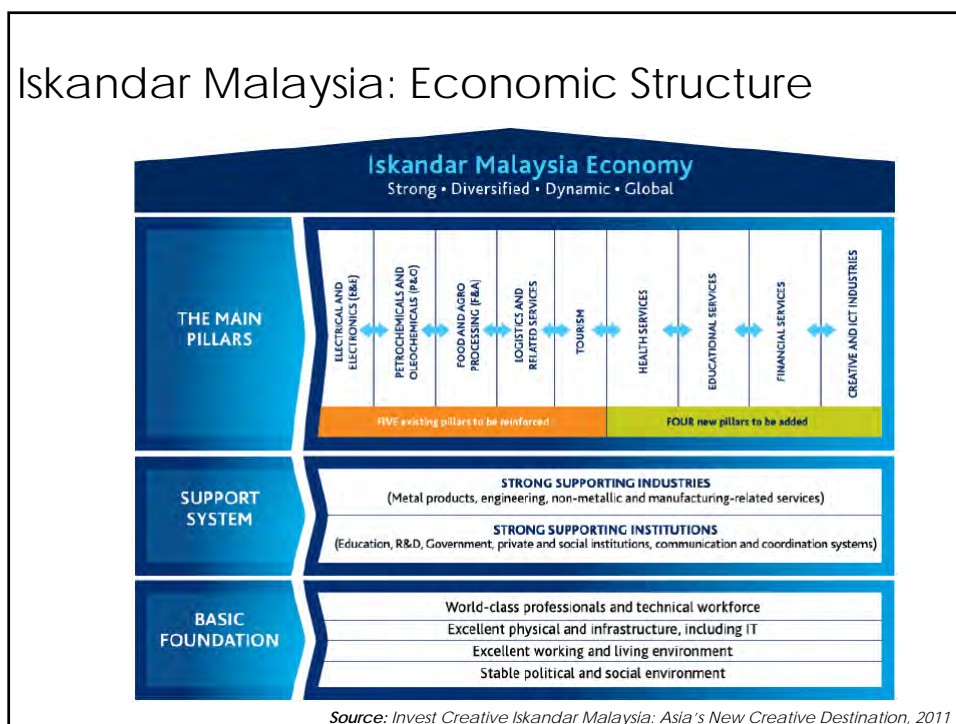 Iskandar Malaysia: Economic Structure
Iskandar Malaysia Economy
Strong • Diversified • Dynamic • Global
THE MAIN
PILLARS
ELECTRICAL AND
ELECTRONICS (E&E)
PETROCHEMICALS AND
OLEOCHEMICALS (P&O)
FOOD AND AGRO
PROCESSING (F&A)
LOGISTICS AND
RELATED SERVICES
TOURISM
HEALTH SERVICES
EDUCATIONAL SERVICES
FINANCIAL SERVICES
CREATIVE AND ICT INDUSTRIES
FIVE existing pillars to be reinforced
FOUR new pillars to be added
SUPPORT
SYSTEM
STRONG SUPPORTING INDUSTRIES
(Metal products, engineering, non-metallic and manufacturing-related services)
STRONG SUPPORTING INSTITUTIONS
(Education, R&D, Government, private and social institutions, communication and coordination systems)
BASIC
FOUNDATION
World-class professionals and technical workforce
Excellent physical and infrastructure, including IT
Excellent working and living environment
Stable political and social environment
Source: Invest Creative Iskandar Malaysia: Asia's New Creative Destination, 2011